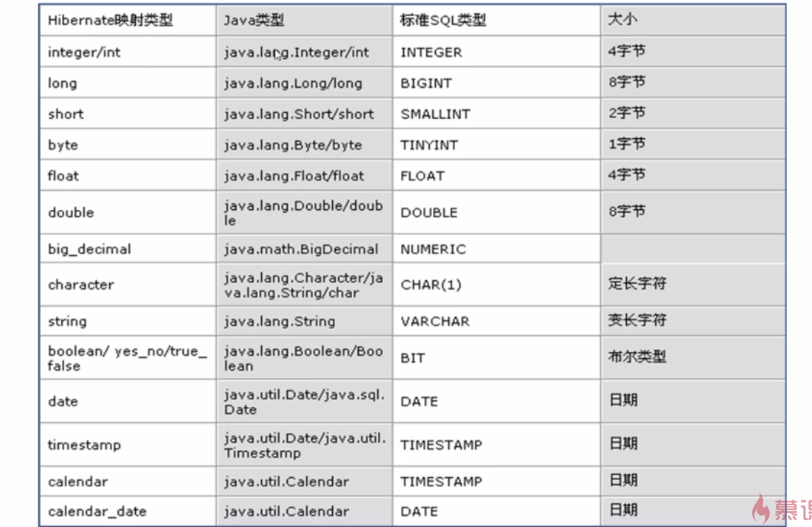 Hibernate映射类型 Java类型 标准SQL类型 大小
integer/int java.lang.Integer/int INTEGER 4字节
long java.lang.Long/long BIGINT 8字节
short java.lang.Short/short SMALLINT 2字节
byte java.lang.Byte/byte TINYINT 1字节
float java.lang.Float/float FLOAT 4字节
double java.lang.Double/doub
le DOUBLE 8字节
big_decimal java.math.BigDecimal NUMERIC
character java.lang.Character/ja
va.lang.String/char CHAR(1) 定长字符
string java.lang.String VARCHAR 变长字符
boolean/ yes_no/true_
false java.lang.Boolean/Boo
lean BIT 布尔类型
date java.util.Date/java.sql.
Date DATE 日期
timestamp java.util.Date/java.util.
Timestamp TIMESTAMP 日期
calendar java.util.Calendar TIMESTAMP 日期
calendar_date java.util.Calendar DATE 日期
慕